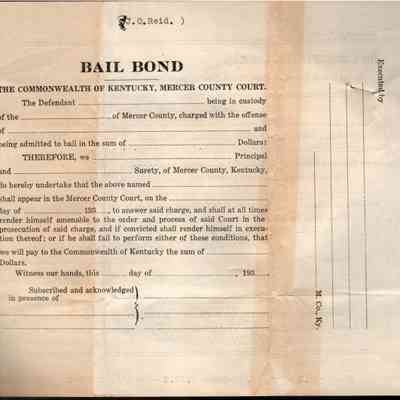 J.C.Reid. )
BAIL BOND
THE COMMONWEALTH OF KENTUCKY, MERCER COUNTY COURT.
The Defendant being in custody
of the of Mercer County, charged with the offense
of and
being admitted to bail in the sum of Dollars:
THEREFORE, we Principal
and Surety, of Mercer County, Kentucky,
do hereby undertake that the above named
shall appear in the Mercer County Court, on the
day of 193 , to answer said charge, and shall at all times
render himself amenable to the order and process of said Court in the
prosecution of said charge, and if convicted shall render himself in execu-
tion thereof; or if he shall fail to perform either of these conditions, that
we will pay to the Commonwealth of Kentucky the sum of
Dollars.
Witness our hands, this day of , 193
Subscribed and acknowledged
in presence of
Executed by
M. Co., Ky.